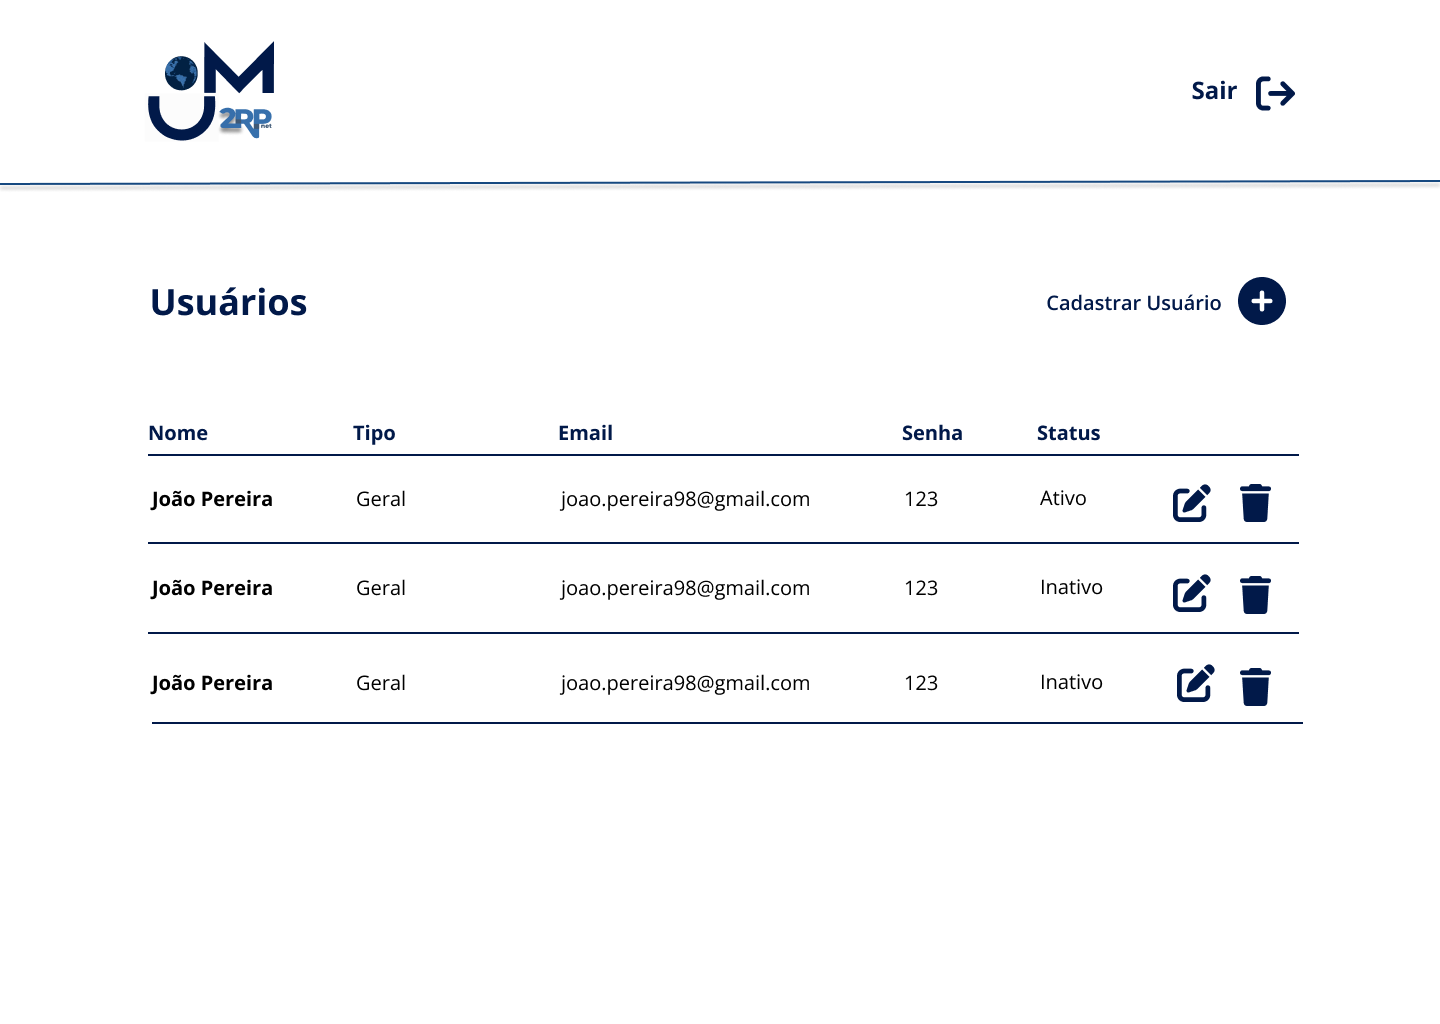 UM
2RP
net
Sair
Usuários
Cadastrar Usuário
Nome Tipo Email Senha Status
João Pereira Geral joao.pereira98@gmail.com 123 Ativo
João Pereira Geral joao.pereira98@gmail.com 123 Inativo
João Pereira Geral joao.pereira98@gmail.com 123 Inativo